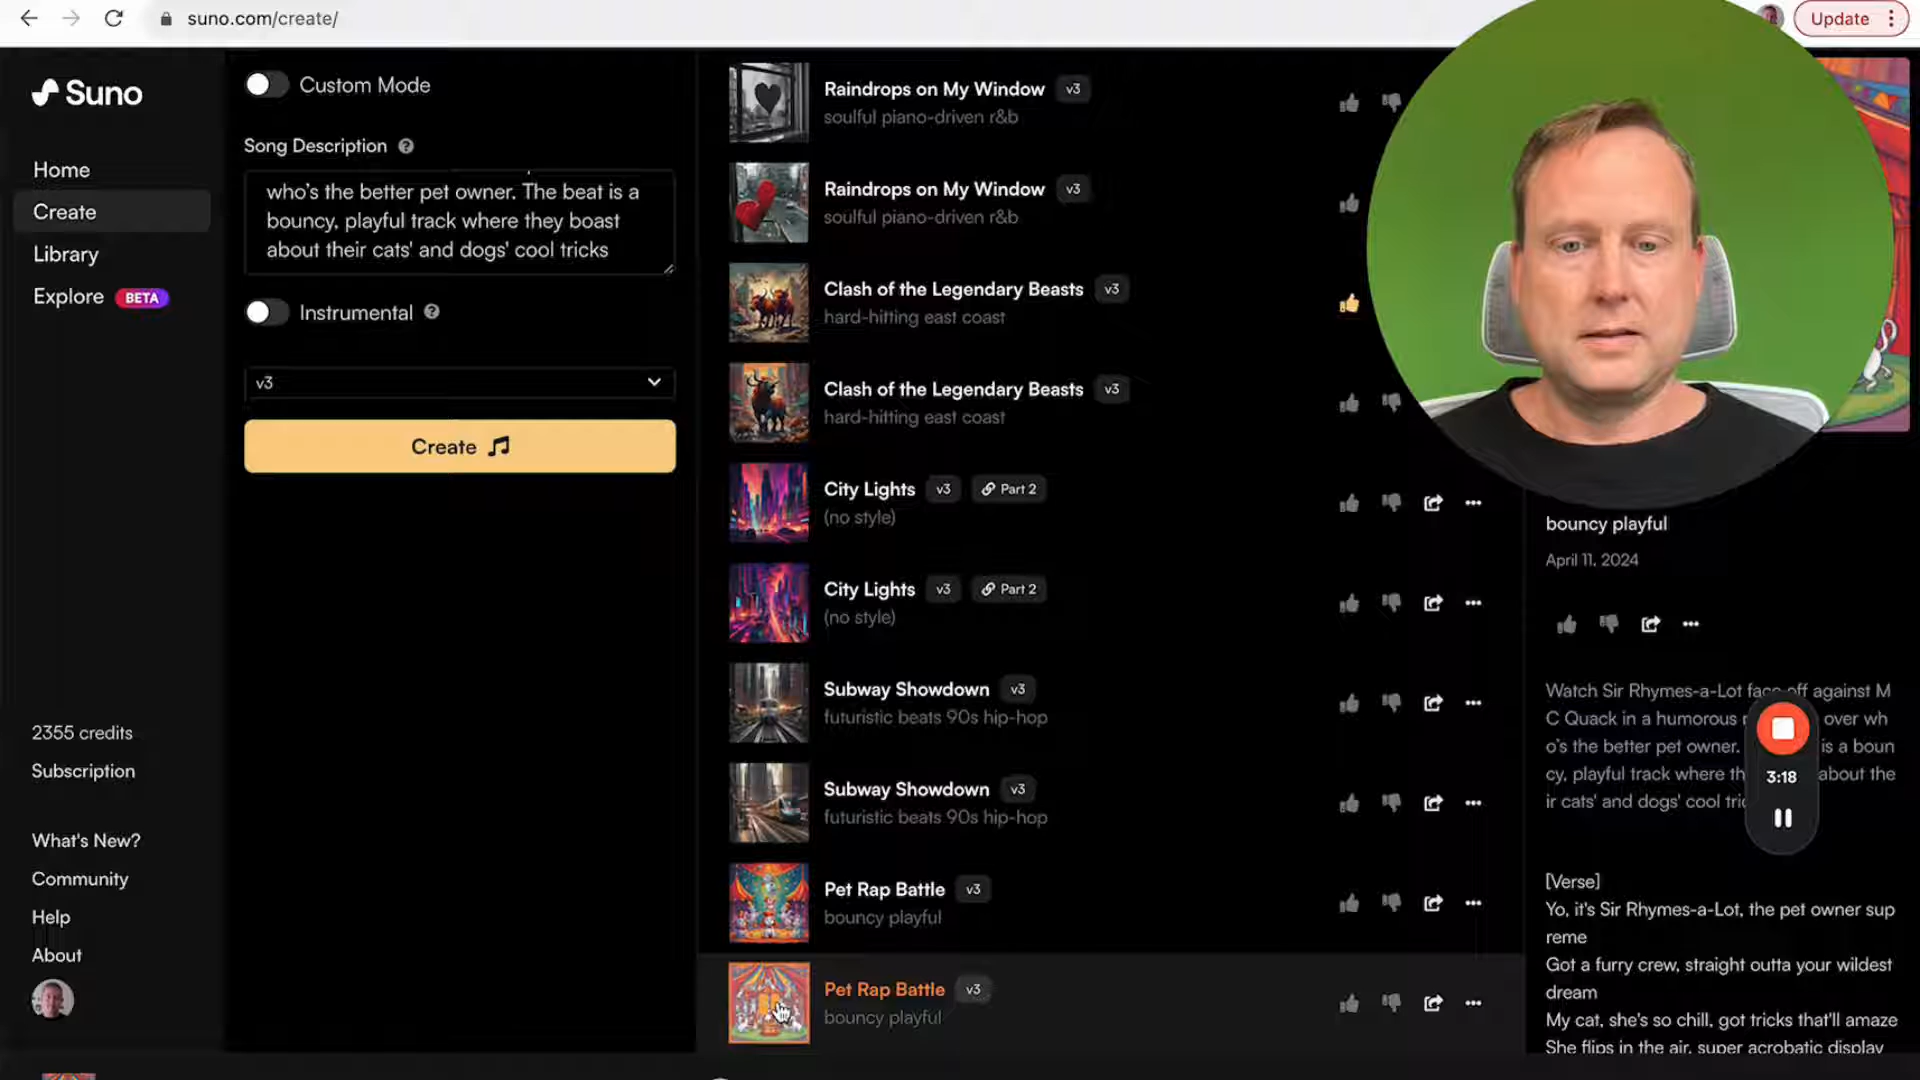 suno.com/create/
Update
Suno
Home
Create
Library
Explore BETA
2355 credits
Subscription
What's New?
Community
Help
About
Custom Mode
Song Description
who's the better pet owner. The beat is a
bouncy, playful track where they boast
about their cats' and dogs' cool tricks
Instrumental
v3
Create
Raindrops on My Window v3
soulful piano-driven r&b
Raindrops on My Window v3
soulful piano-driven r&b
Clash of the Legendary Beasts v3
hard-hitting east coast
Clash of the Legendary Beasts v3
hard-hitting east coast
City Lights v3 Part 2
(no style)
City Lights v3 Part 2
(no style)
Subway Showdown v3
futuristic beats 90s hip-hop
Subway Showdown v3
futuristic beats 90s hip-hop
Pet Rap Battle v3
bouncy playful
Pet Rap Battle v3
bouncy playful
bouncy playful
April 11, 2024
Watch Sir Rhymes-a-Lot face off against M
C Quack in a humorous over wh
o's the better pet owner. is a boun
cy, playful track where about the
ir cats' and dogs' cool
3:18
[Verse]
Yo, it's Sir Rhymes-a-Lot, the pet owner sup
reme
Got a furry crew, straight outta your wildest
dream
My cat, she's so chill, got tricks that'll amaze
She flips in the air, super acrobatic display